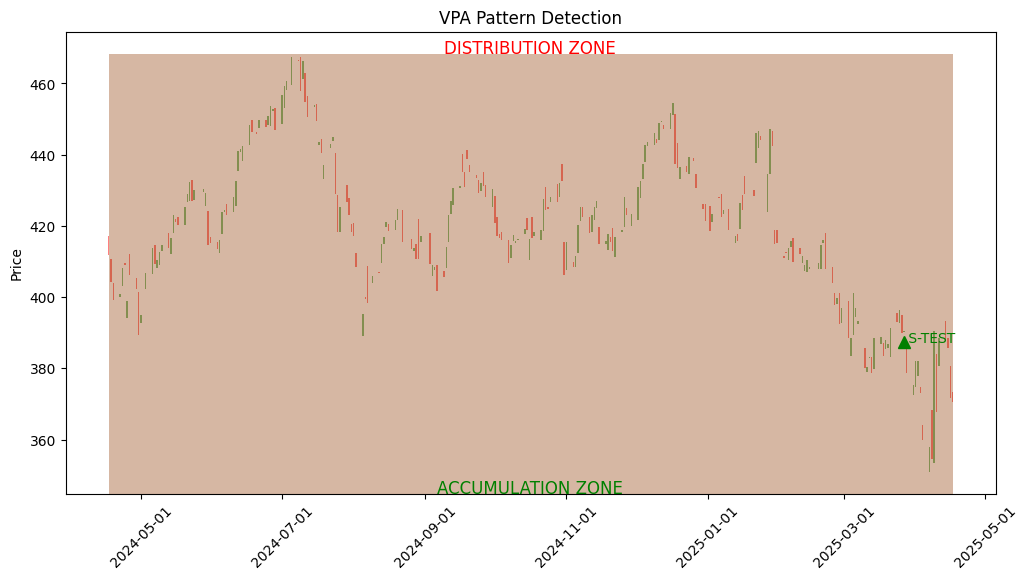 VPA Pattern Detection
DISTRIBUTION ZONE
460
440
420
400
380
360
Price
S-TEST
ACCUMULATION ZONE
2024-05-01
2024-07-01
2024-09-01
2024-11-01
2025-01-01
2025-03-01
2025-05-01